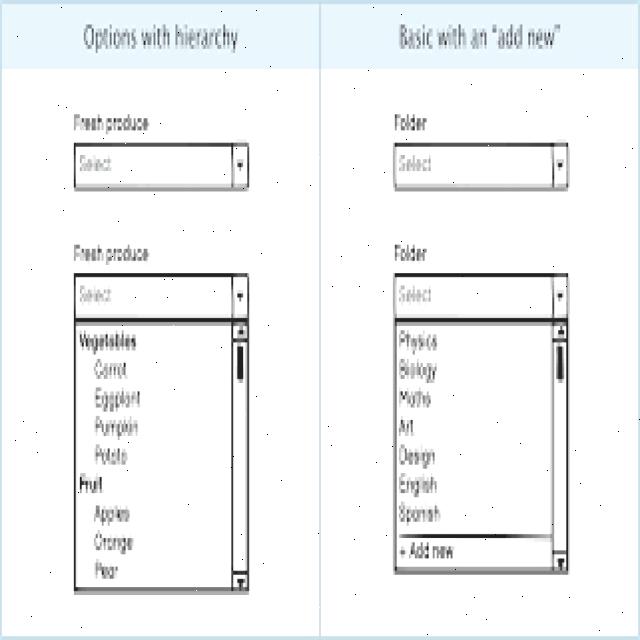 Options with hierarchy
Fresh produce
Select
Fresh produce
Select
Vegetables
Carrot
Eggplant
Pumpkin
Potato
Fruit
Apples
Orange
Pear
Basic with an "add new"
Folder
Select
Folder
Select
Physics
Biology
Maths
Art
Design
English
Spanish
+ Add new